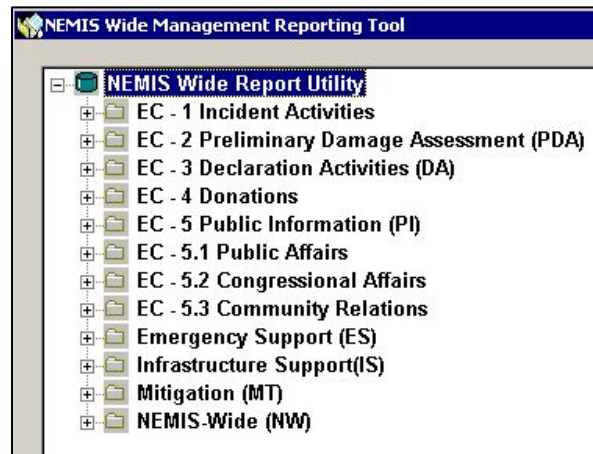 NEMIS Wide Management Reporting Tool
NEMIS Wide Report Utility
EC - 1 Incident Activities
EC - 2 Preliminary Damage Assessment (PDA)
EC - 3 Declaration Activities (DA)
EC - 4 Donations
EC - 5 Public Information (PI)
EC - 5.1 Public Affairs
EC - 5.2 Congressional Affairs
EC - 5.3 Community Relations
Emergency Support (ES)
Infrastructure Support(IS)
Mitigation (MT)
NEMIS-Wide (NW)